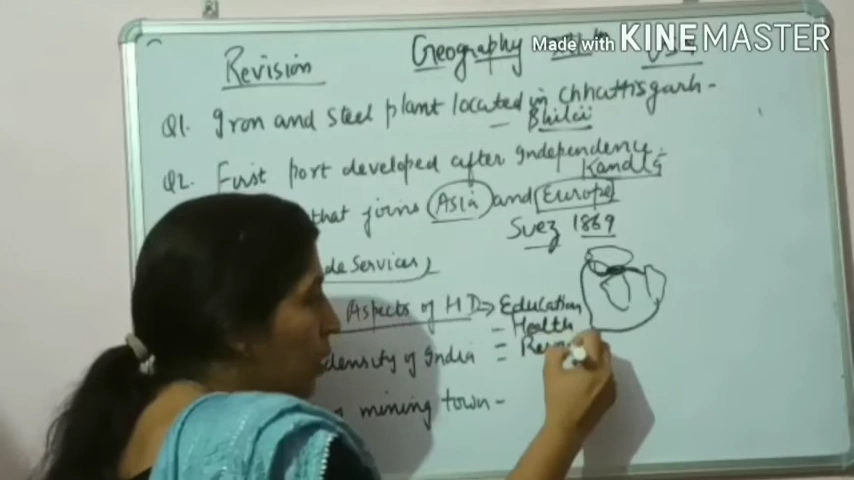 Made with KINEMASTER
Revision Geography
Q1. Iron and steel plant located in Chhattisgarh -
- Bhilai
Q2. First port developed after Independency.
Kandla
that joins Asia and Europe
Suez 1869
de Services
Aspects of HD => Education
- Health
density of India =
mining town -